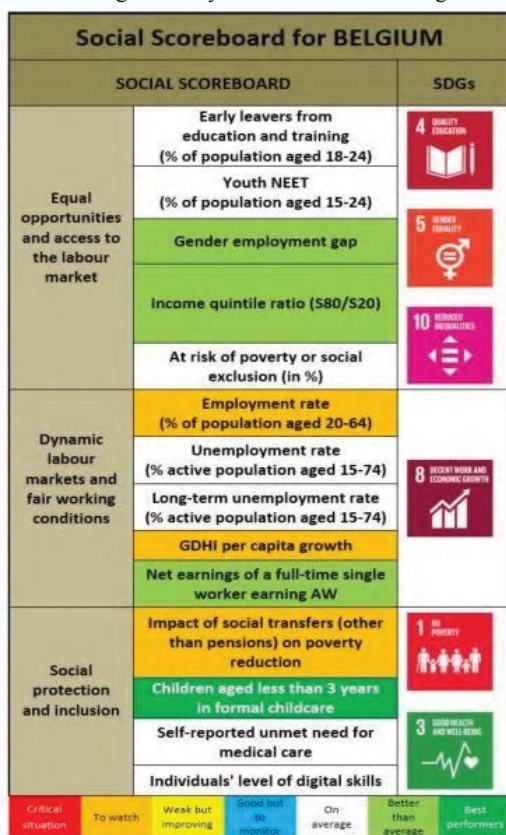 Social Scoreboard for BELGIUM
SOCIAL SCOREBOARD
SDGs
Equal
opportunities
and access to
the labour
market
Early leavers from
education and training
(% of population aged 18-24)
Youth NEET
(% of population aged 15-24)
Gender employment gap
Income quintile ratio (S80/S20)
At risk of poverty or social
exclusion (in %)
4 QUALITY
EDUCATION
5 GENDER
EQUALITY
10 REDUCED
INEQUALITIES
Dynamic
labour
markets and
fair working
conditions
Employment rate
(% of population aged 20-64)
Unemployment rate
(% active population aged 15-74)
Long-term unemployment rate
(% active population aged 15-74)
GDHI per capita growth
Net earnings of a full-time single
worker earning AW
8 DECENT WORK AND
ECONOMIC GROWTH
Social
protection
and inclusion
Impact of social transfers (other
than pensions) on poverty
reduction
Children aged less than 3 years
in formal childcare
Self-reported unmet need for
medical care
Individuals' level of digital skills
1 NO
POVERTY
3 GOOD HEALTH
AND WELL-BEING
Critical
situation
To watch
Weak but
improving
Good but
to
monitor
On
average
Better
than
average
Best
performers